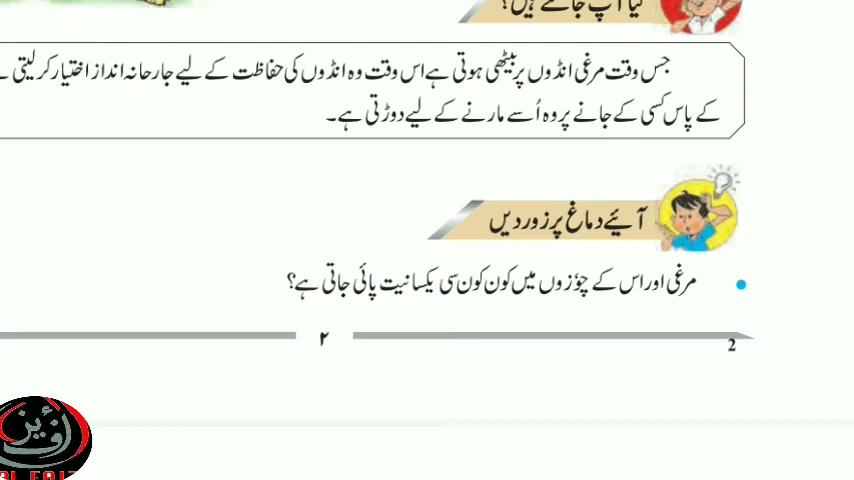 کیا آپ جانتے ہیں؟
جس وقت مرغی انڈوں پر بیٹھی ہوتی ہے اس وقت وہ انڈوں کی حفاظت کے لیے جارحانہ انداز اختیار کر لیتی
کے پاس کسی کے جانے پر وہ اُسے مارنے کے لیے دوڑتی ہے۔
آئیے دماغ پر زور دیں
• مرغی اور اس کے چوٗزوں میں کون کون سی یکسانیت پائی جاتی ہے؟
۲
2